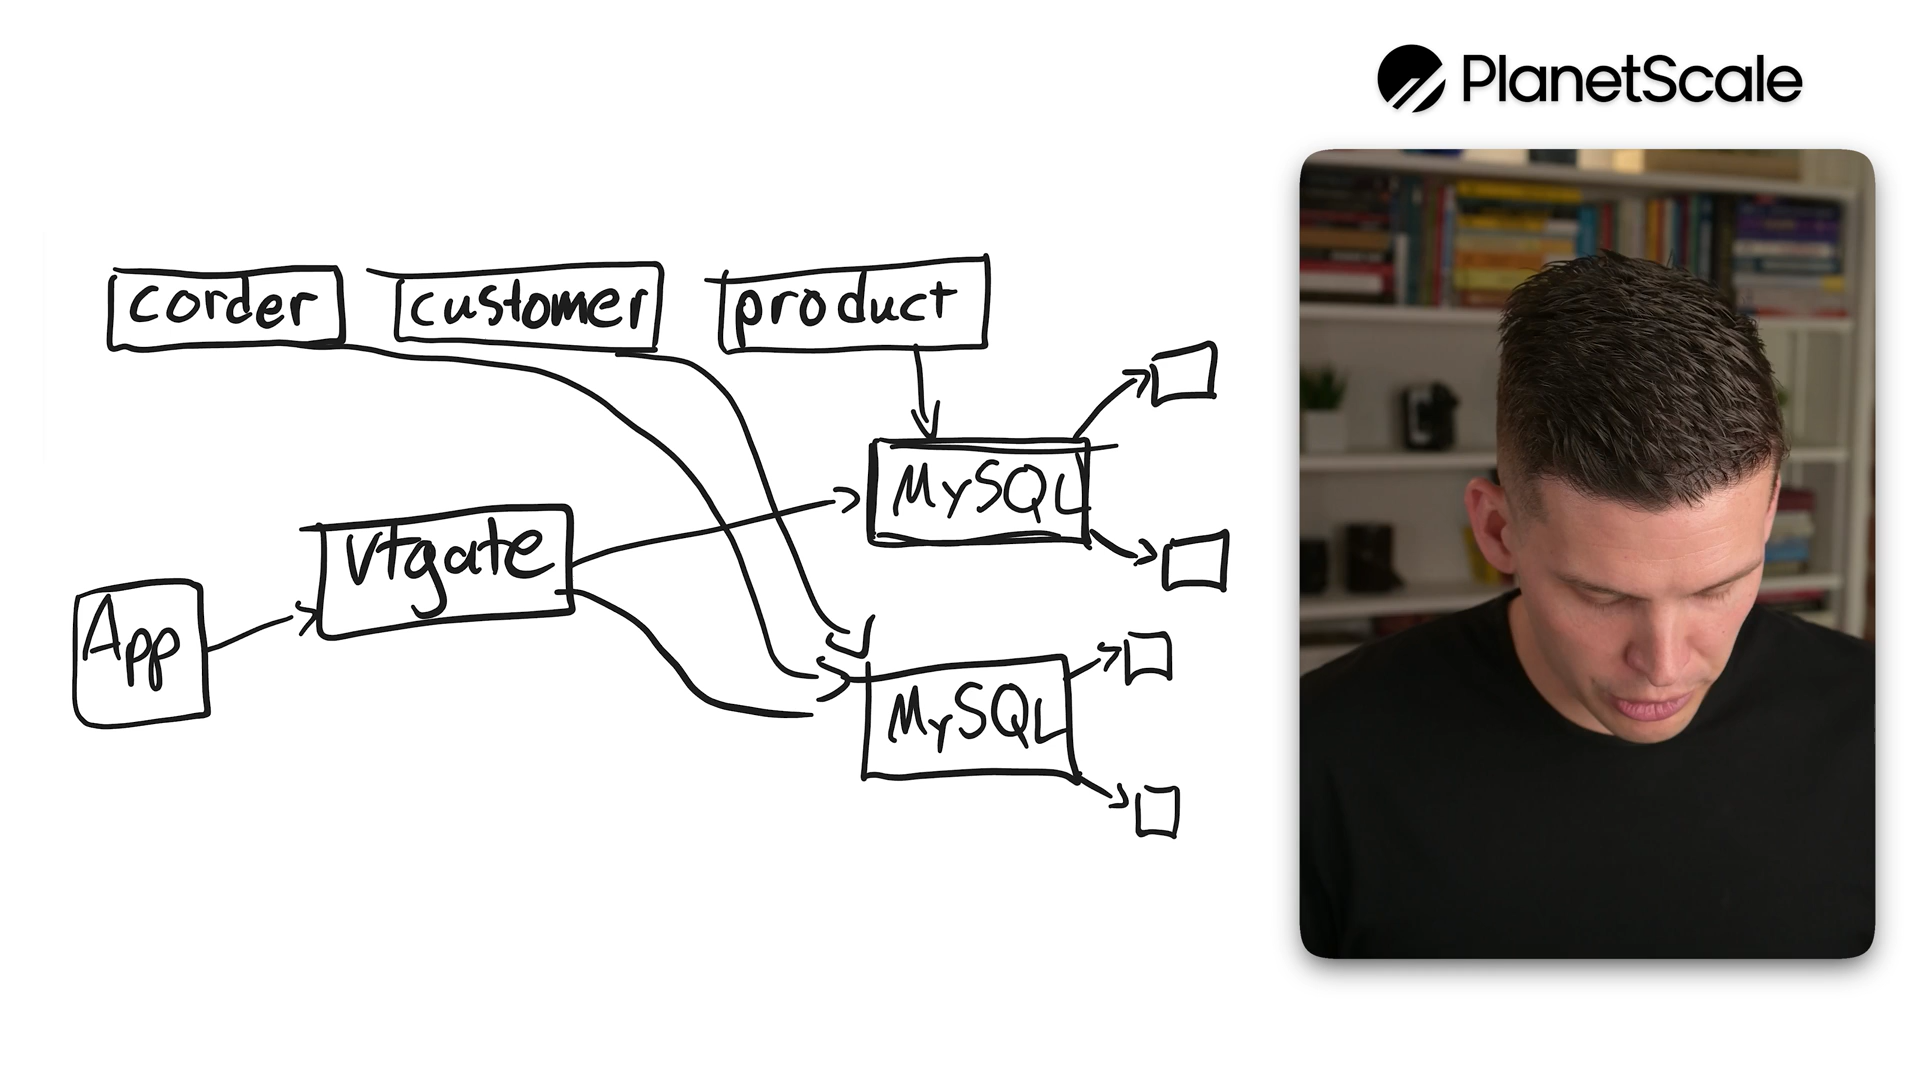 PlanetScale
corder
customer
product
MySQL
vtgate
App
MySQL